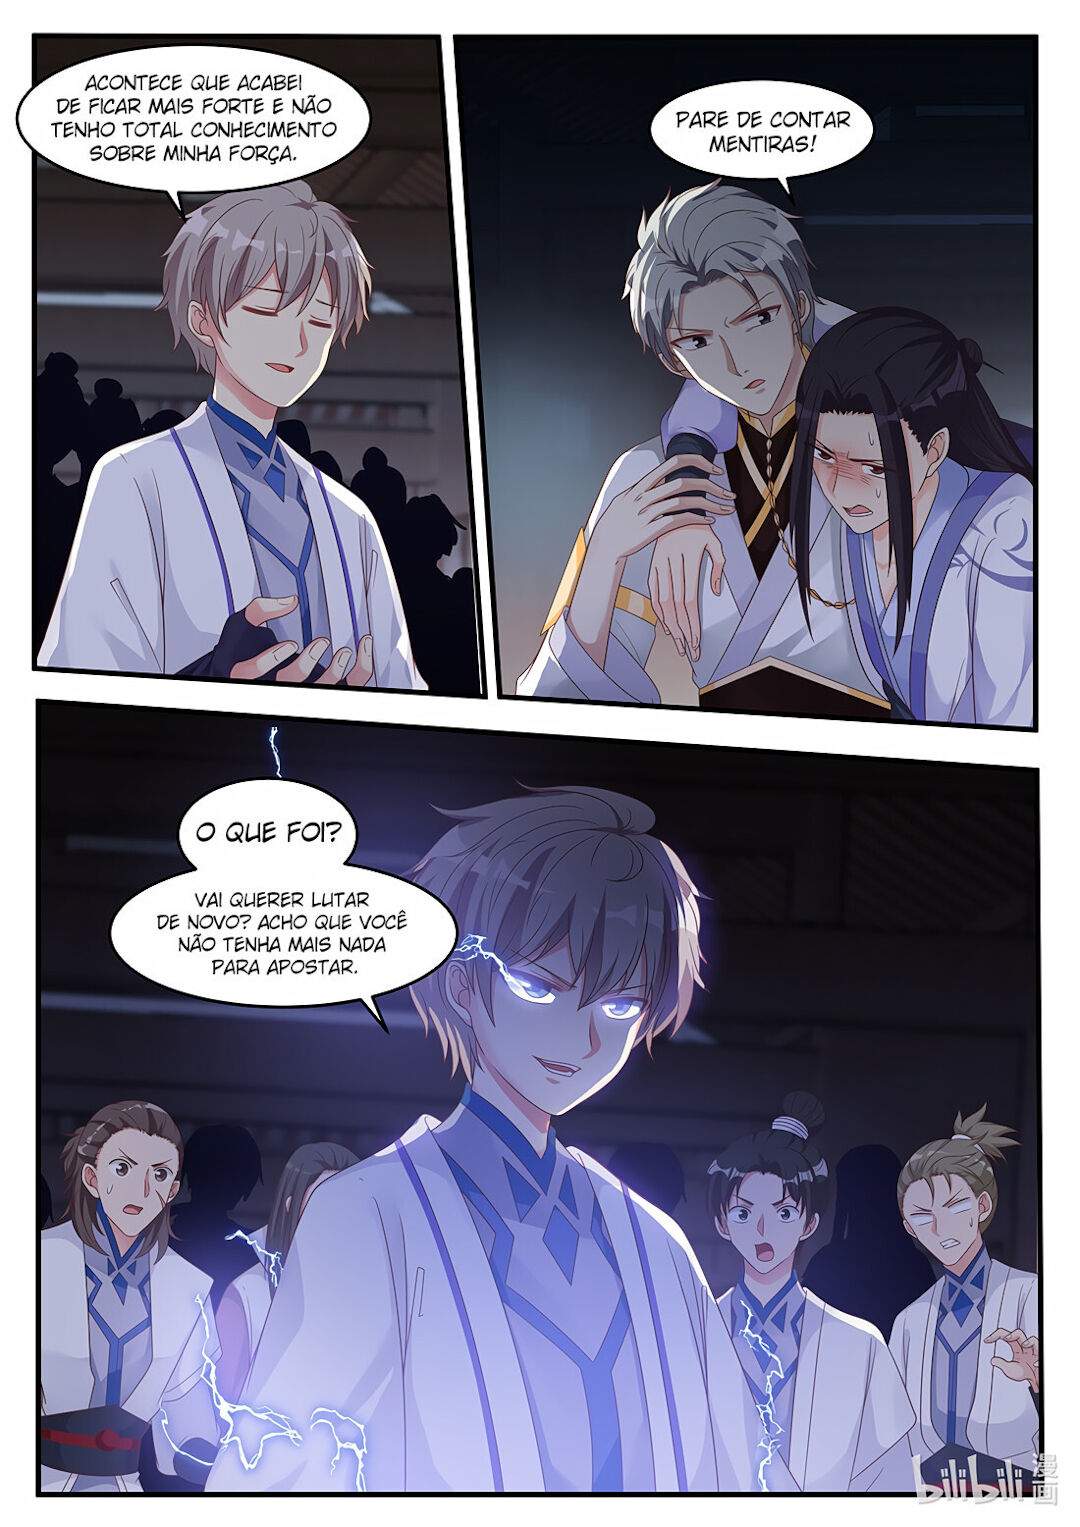 ACONTECE QUE ACABEI
DE FICAR MAIS FORTE E NÃO
TENHO TOTAL CONHECIMENTO
SOBRE MINHA FORÇA.
PARE DE CONTAR
MENTIRAS!
O QUE FOI?
VAI QUERER LUTAR
DE NOVO? ACHO QUE VOCÊ
NÃO TENHA MAIS NADA
PARA APOSTAR.
bilibili 漫画